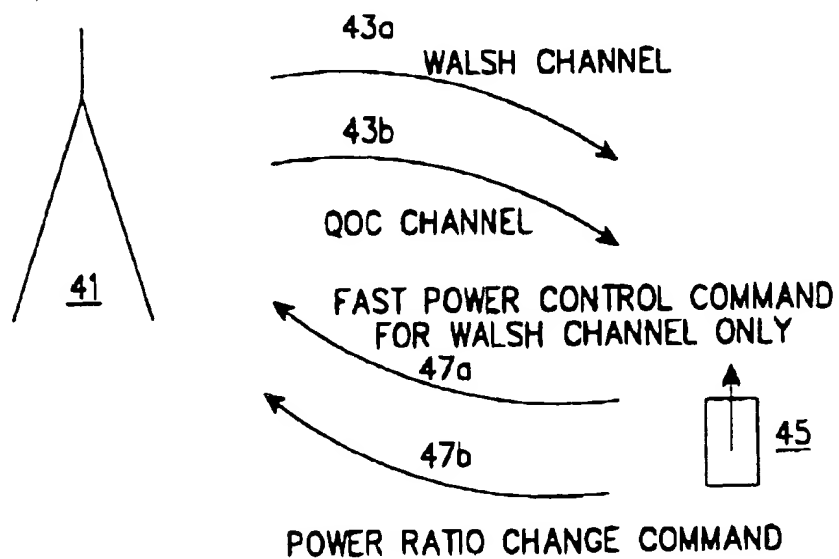 43a
WALSH CHANNEL
43b
QOC CHANNEL
41
FAST POWER CONTROL COMMAND
FOR WALSH CHANNEL ONLY
47a
45
47b
POWER RATIO CHANGE COMMAND